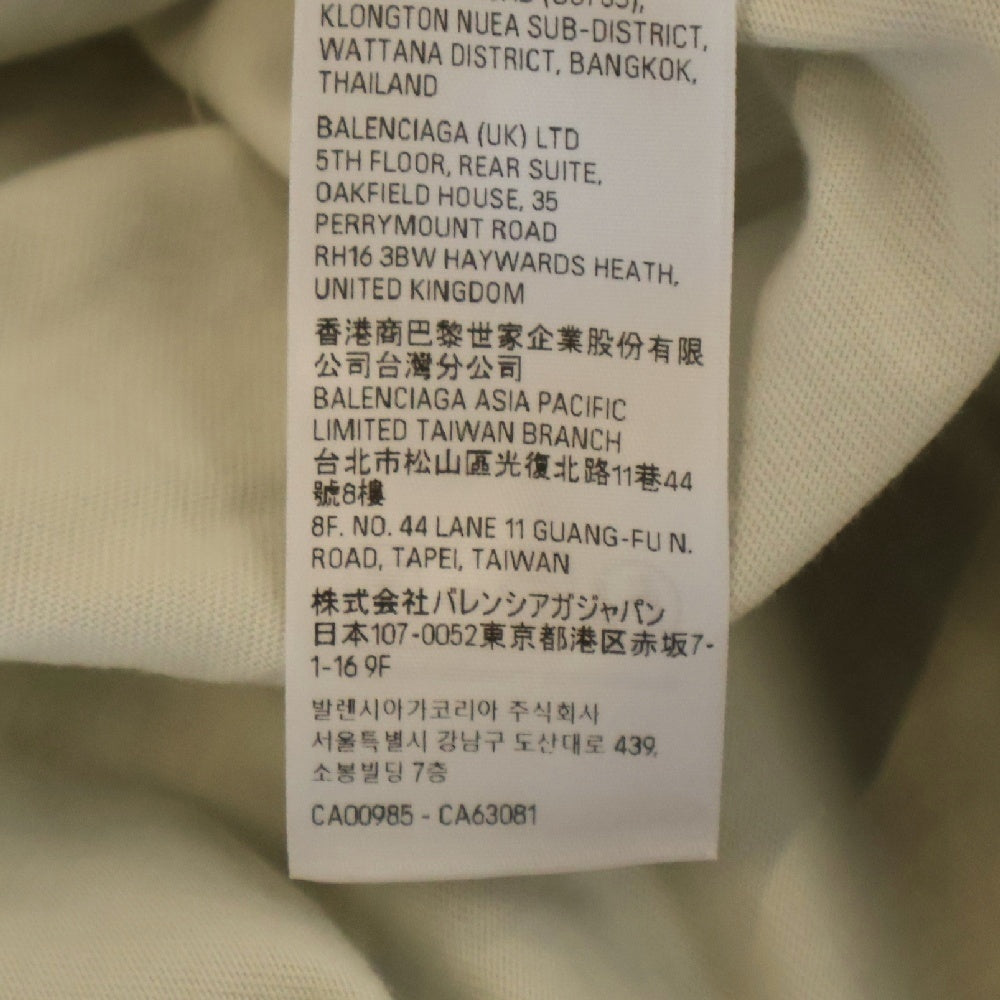 KLONGTON NUEA SUB-DISTRICT,
WATTANA DISTRICT, BANGKOK,
THAILAND
BALENCIAGA (UK) LTD
5TH FLOOR, REAR SUITE,
OAKFIELD HOUSE, 35
PERRYMOUNT ROAD
RH16 3BW HAYWARDS HEATH,
UNITED KINGDOM
香港商巴黎世家企業股份有限
公司台灣分公司
BALENCIAGA ASIA PACIFIC
LIMITED TAIWAN BRANCH
台北市松山區光復北路11巷44
號8樓
8F. NO. 44 LANE 11 GUANG-FU N.
ROAD, TAPEI, TAIWAN
株式会社バレンシアガジャパン
日本107-0052東京都港区赤坂7-
1-16 9F
발렌시아가코리아 주식회사
서울특별시 강남구 도산대로 439,
소봉빌딩 7층
CA00985 - CA63081